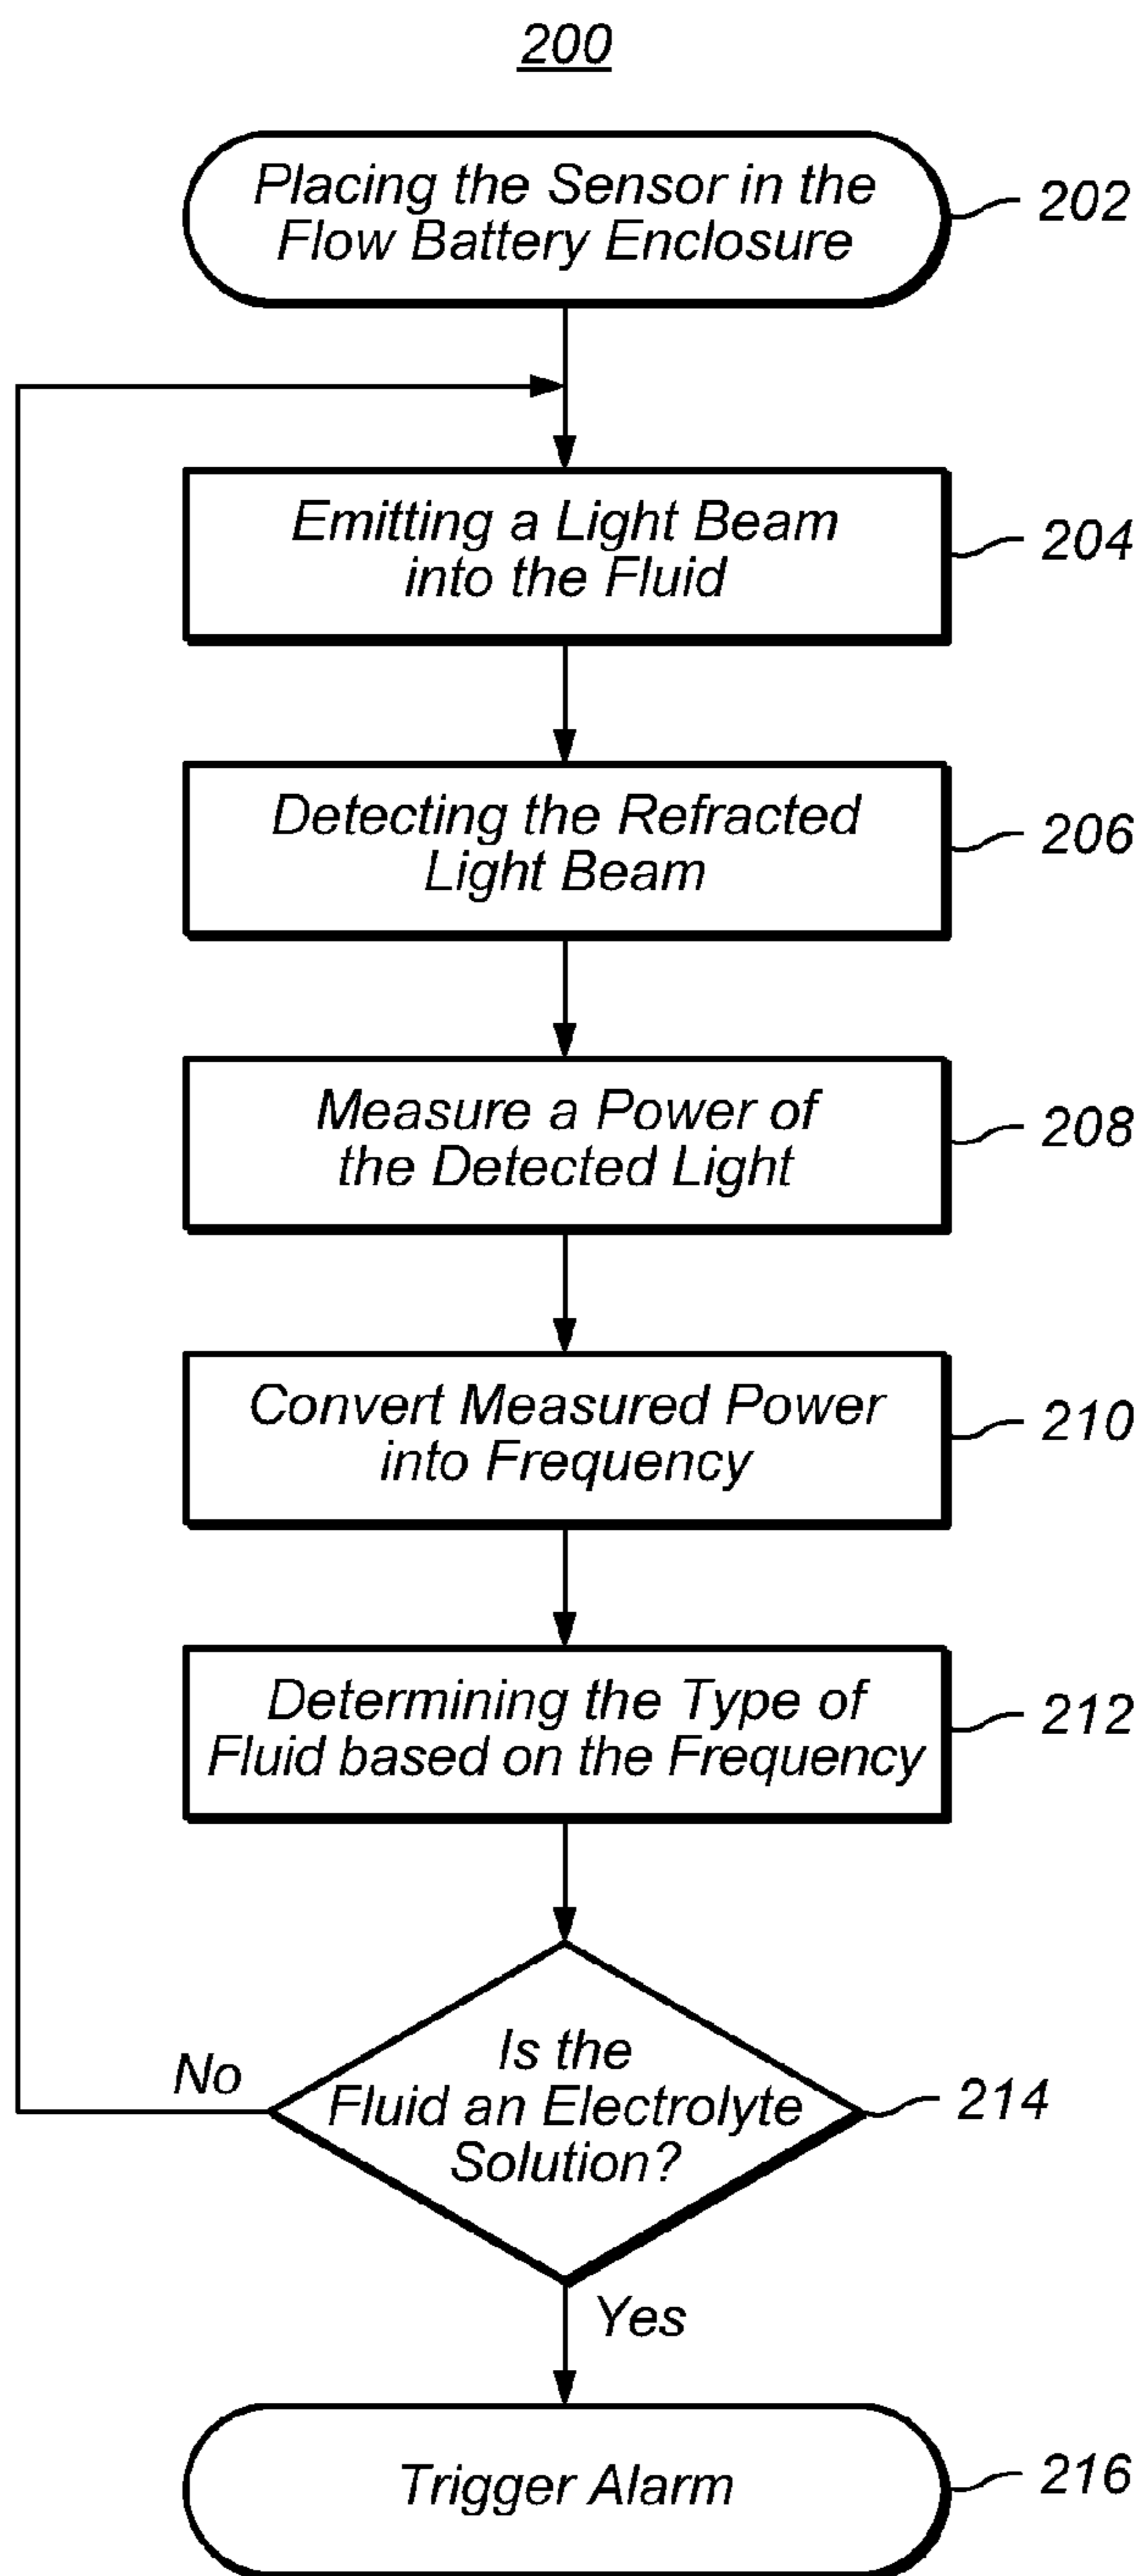 200
Placing the Sensor in the
Flow Battery Enclosure
202
Emitting a Light Beam
into the Fluid
204
Detecting the Refracted
Light Beam
206
Measure a Power of
the Detected Light
208
Convert Measured Power
into Frequency
210
Determining the Type of
Fluid based on the Frequency
212
Is the
Fluid an Electrolyte
Solution?
214
No
Yes
Trigger Alarm
216